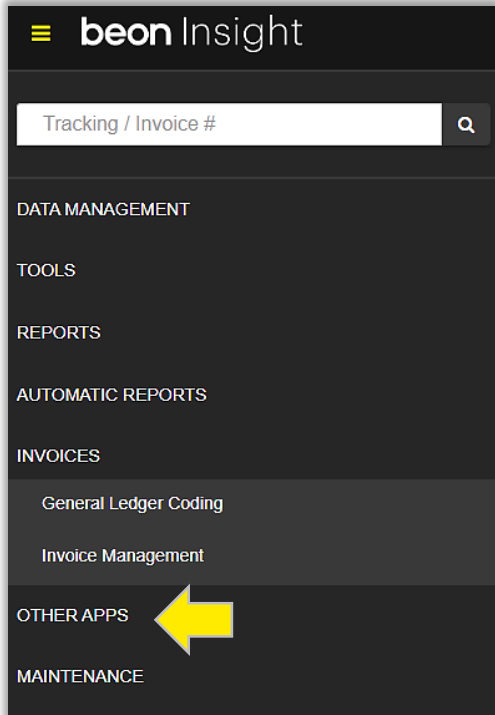 beon Insight
Tracking / Invoice #
DATA MANAGEMENT
TOOLS
REPORTS
AUTOMATIC REPORTS
INVOICES
General Ledger Coding
Invoice Management
OTHER APPS
MAINTENANCE